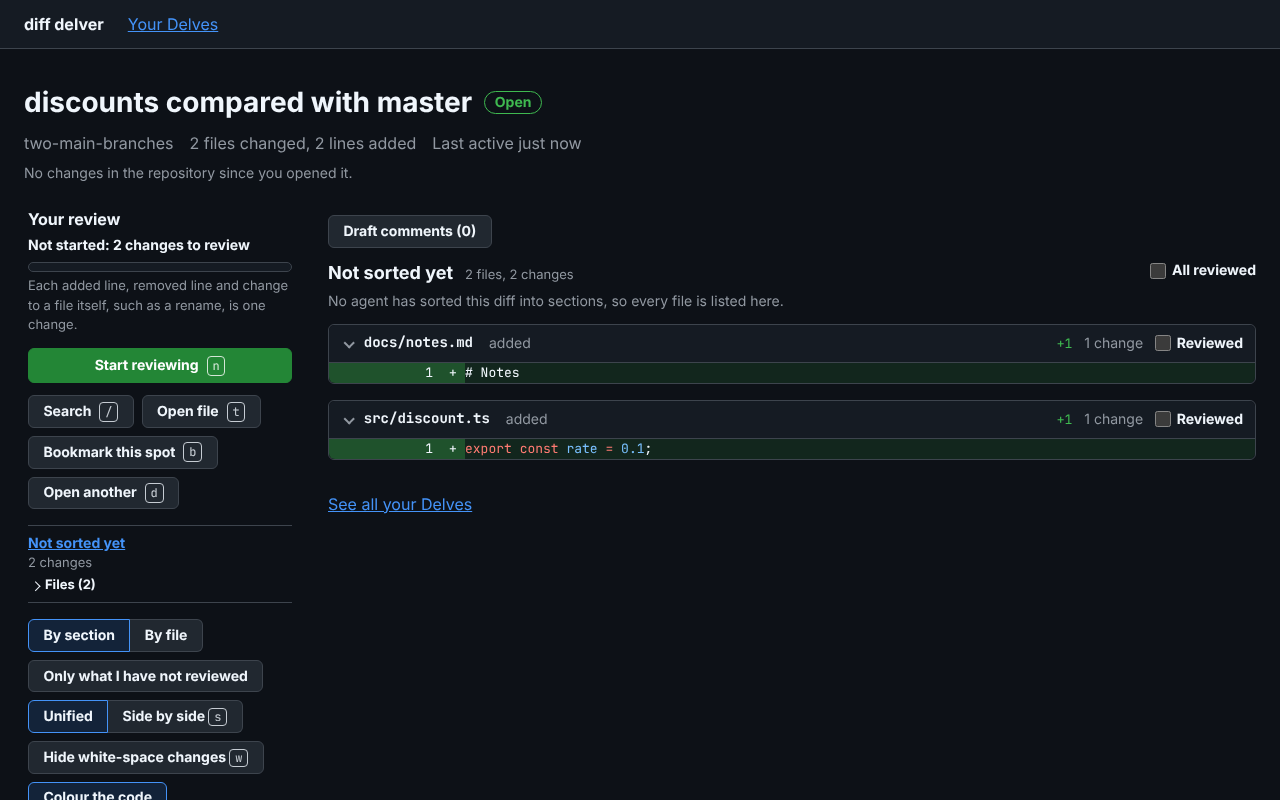 diff delver Your Delves
discounts compared with master Open
two-main-branches 2 files changed, 2 lines added Last active just now
No changes in the repository since you opened it.
Your review
Not started: 2 changes to review
Each added line, removed line and change
to a file itself, such as a rename, is one
change.
Start reviewing n
Search / Open file t
Bookmark this spot b
Open another d
Not sorted yet
2 changes
Files (2)
By section By file
Only what I have not reviewed
Unified Side by side s
Hide white-space changes w
Colour the code
Draft comments (0)
Not sorted yet 2 files, 2 changes All reviewed
No agent has sorted this diff into sections, so every file is listed here.
docs/notes.md added +1 1 change Reviewed
1 + # Notes
src/discount.ts added +1 1 change Reviewed
1 + export const rate = 0.1;
See all your Delves